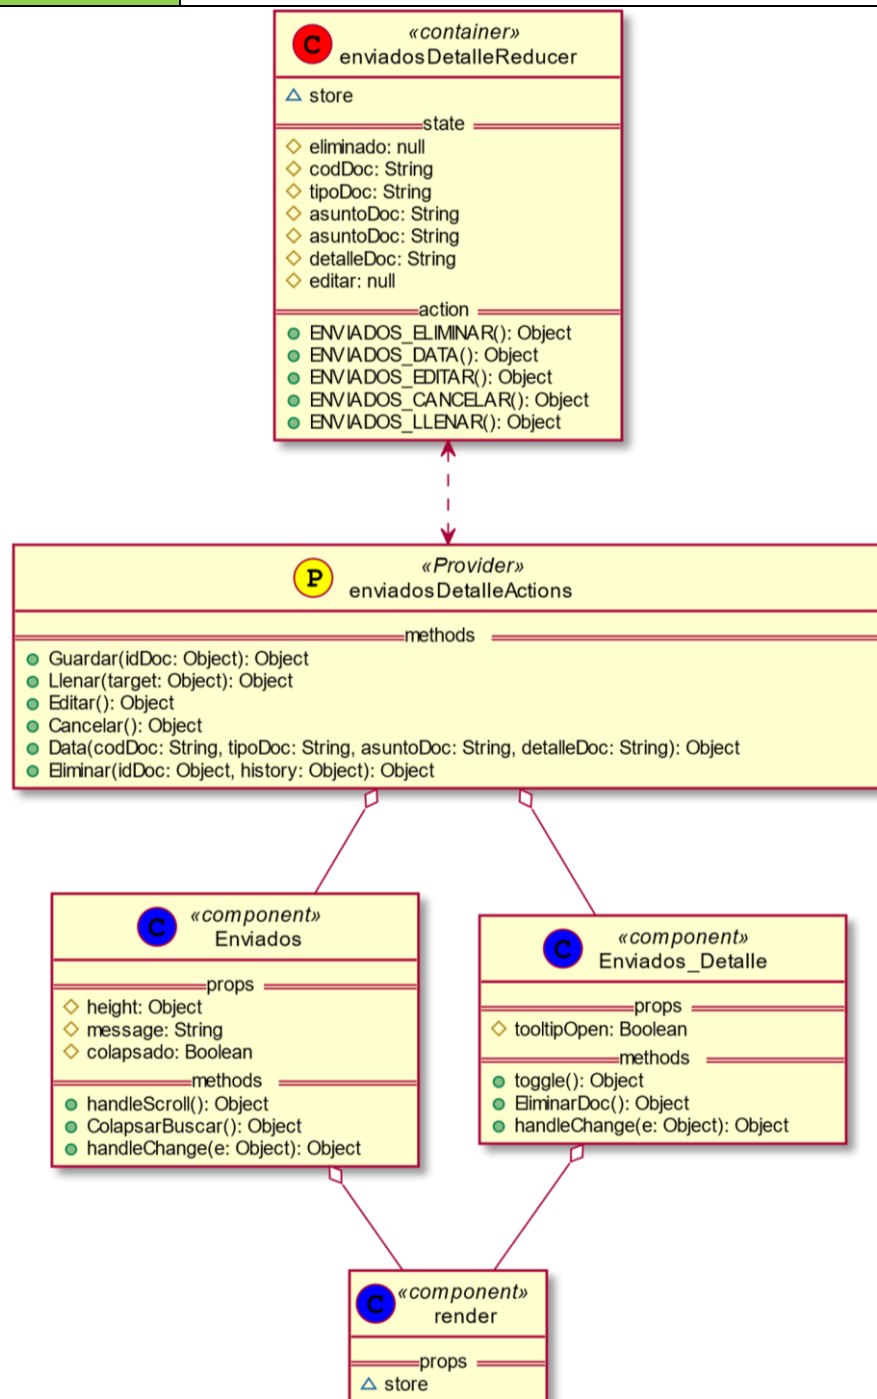 C
«container»
enviadosDetalleReducer
store
state
eliminado: null
codDoc: String
tipoDoc: String
asuntoDoc: String
asuntoDoc: String
detalleDoc: String
editar: null
action
ENVIADOS_ELIMINAR(): Object
ENVIADOS_DATA(): Object
ENVIADOS_EDITAR(): Object
ENVIADOS_CANCELAR(): Object
ENVIADOS_LLENAR(): Object
P
«Provider»
enviadosDetalleActions
methods
Guardar(idDoc: Object): Object
Llenar(target: Object): Object
Editar(): Object
Cancelar(): Object
Data(codDoc: String, tipoDoc: String, asuntoDoc: String, detalleDoc: String): Object
Eliminar(idDoc: Object, history: Object): Object
C
«component»
Enviados
props
height: Object
message: String
colapsado: Boolean
methods
handleScroll(): Object
ColapsarBuscar(): Object
handleChange(e: Object): Object
C
«component»
Enviados_Detalle
props
tooltipOpen: Boolean
methods
toggle(): Object
EliminarDoc(): Object
handleChange(e: Object): Object
C
«component»
render
props
store